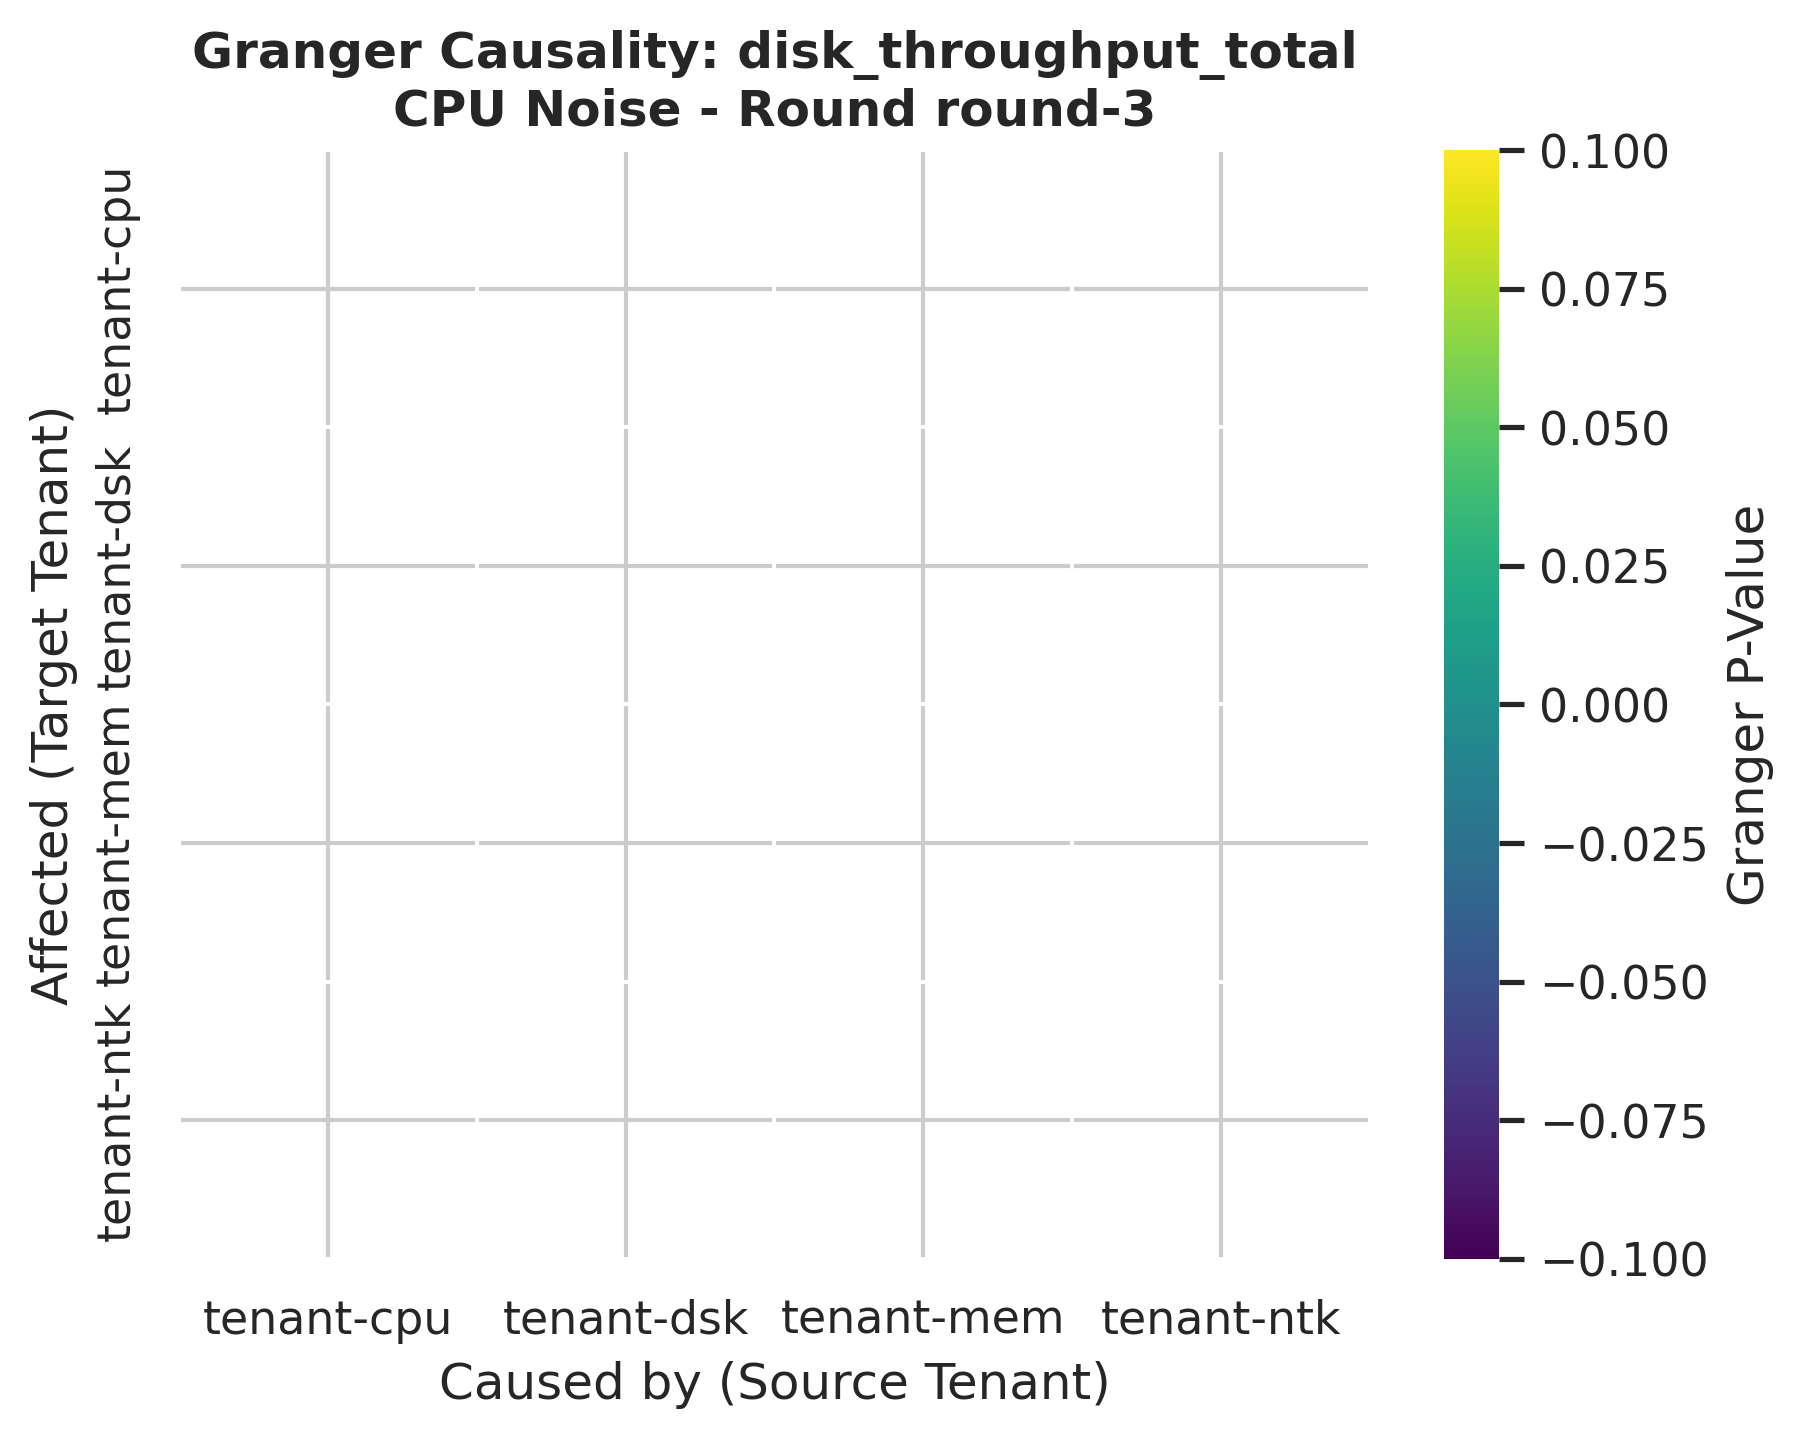 Granger Causality: disk_throughput_total
CPU Noise - Round round-3
Affected (Target Tenant)
tenant-cpu
tenant-dsk
tenant-mem
tenant-ntk
tenant-cpu
tenant-dsk
tenant-mem
tenant-ntk
Caused by (Source Tenant)
0.100
0.075
0.050
0.025
0.000
−0.025
−0.050
−0.075
−0.100
Granger P-Value